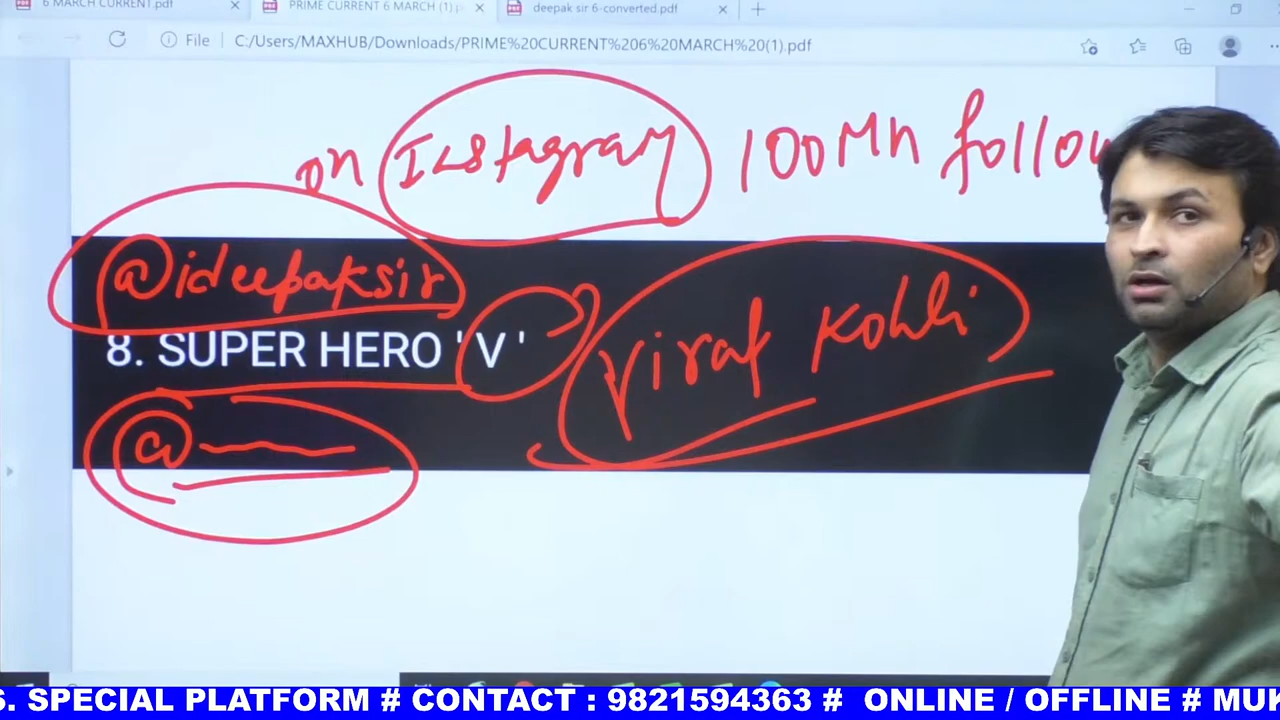 6 MARCH CURRENT.pdf
PRIME CURRENT 6 MARCH (1).p
deepak sir 6-converted.pdf
File
C:/Users/MAXHUB/Downloads/PRIME%20CURRENT%206%20MARCH%20(1).pdf
on Instagram 100Mn follow
@ideepaksir
8. SUPER HERO ' V '
Virat Kohli
@
S. SPECIAL PLATFORM # CONTACT : 9821594363 # ONLINE / OFFLINE # MUK